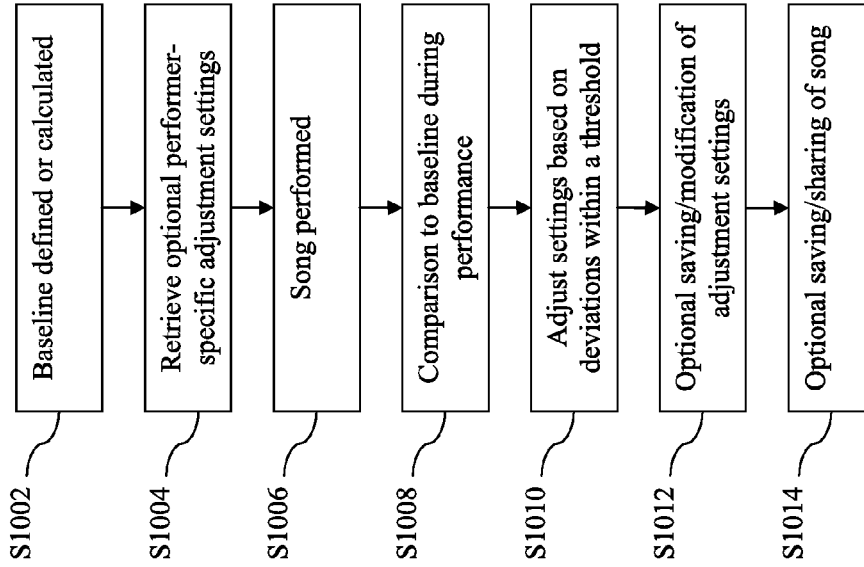 S1002
Baseline defined or calculated
S1004
Retrieve optional performer-
specific adjustment settings
S1006
Song performed
S1008
Comparison to baseline during
performance
S1010
Adjust settings based on
deviations within a threshold
S1012
Optional saving/modification of
adjustment settings
S1014
Optional saving/sharing of song